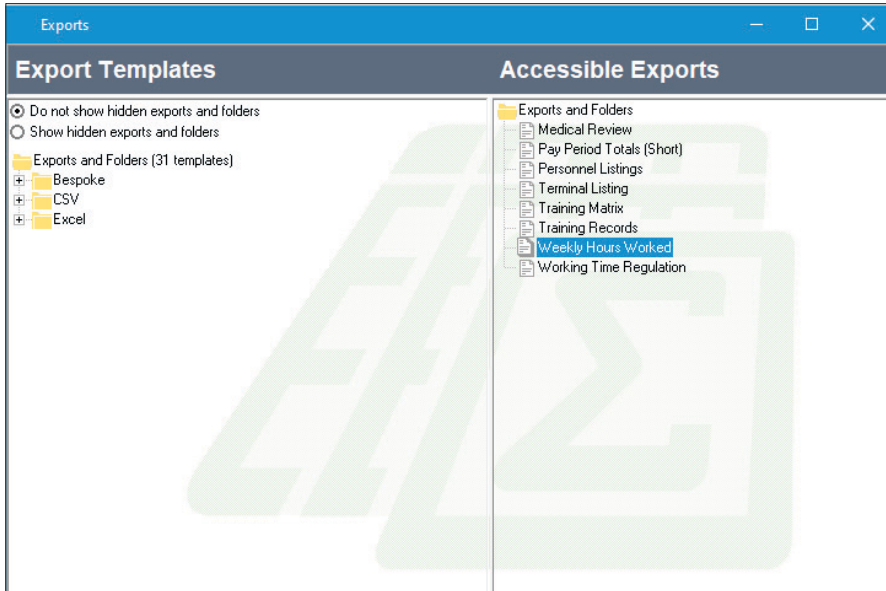 Exports
Export Templates
Accessible Exports
Do not show hidden exports and folders
Show hidden exports and folders
Exports and Folders (31 templates)
Bespoke
CSV
Excel
Exports and Folders
Medical Review
Pay Period Totals (Short)
Personnel Listings
Terminal Listing
Training Matrix
Training Records
Weekly Hours Worked
Working Time Regulation